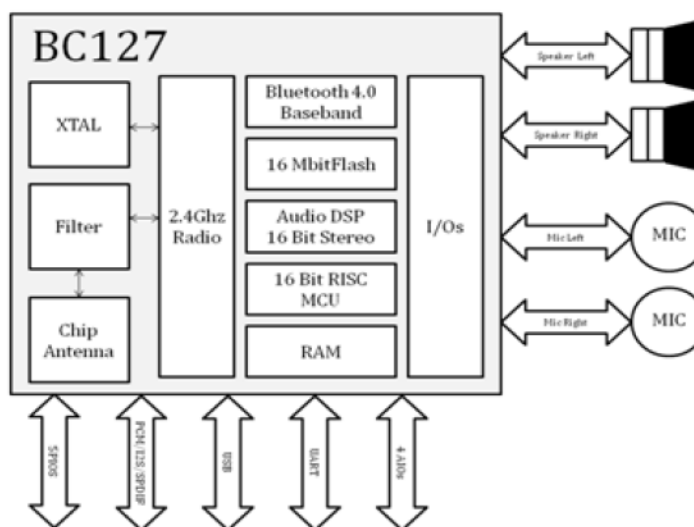 BC127
XTAL
Filter
Chip
Antenna
2.4Ghz
Radio
Bluetooth 4.0
Baseband
16 MbitFlash
Audio DSP
16 Bit Stereo
16 Bit RISC
MCU
RAM
I/Os
Speaker Left
Speaker Right
Mic Left
MIC
Mic Right
MIC
PCM/I2S/SPDIF
USB
UART
4 AIOs